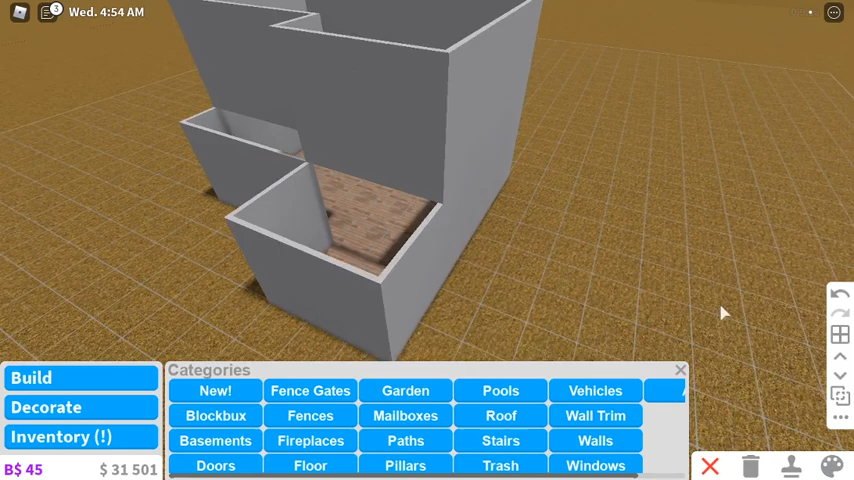 3
Wed. 4:54 AM
Categories
New! Fence Gates Garden Pools Vehicles
Blockbux Fences Mailboxes Roof Wall Trim
Basements Fireplaces Paths Stairs Walls
Doors Floor Pillars Trash Windows
Build
Decorate
Inventory (!)
B$ 45 $ 31 501